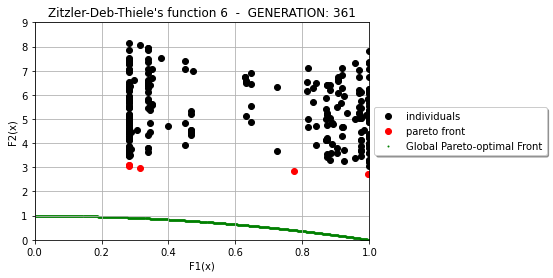 Zitzler-Deb-Thiele's function 6 - GENERATION: 361
9
8
7
6
5
4
3
2
1
0
F2(x)
0.0 0.2 0.4 0.6 0.8 1.0
F1(x)
individuals
pareto front
Global Pareto-optimal Front